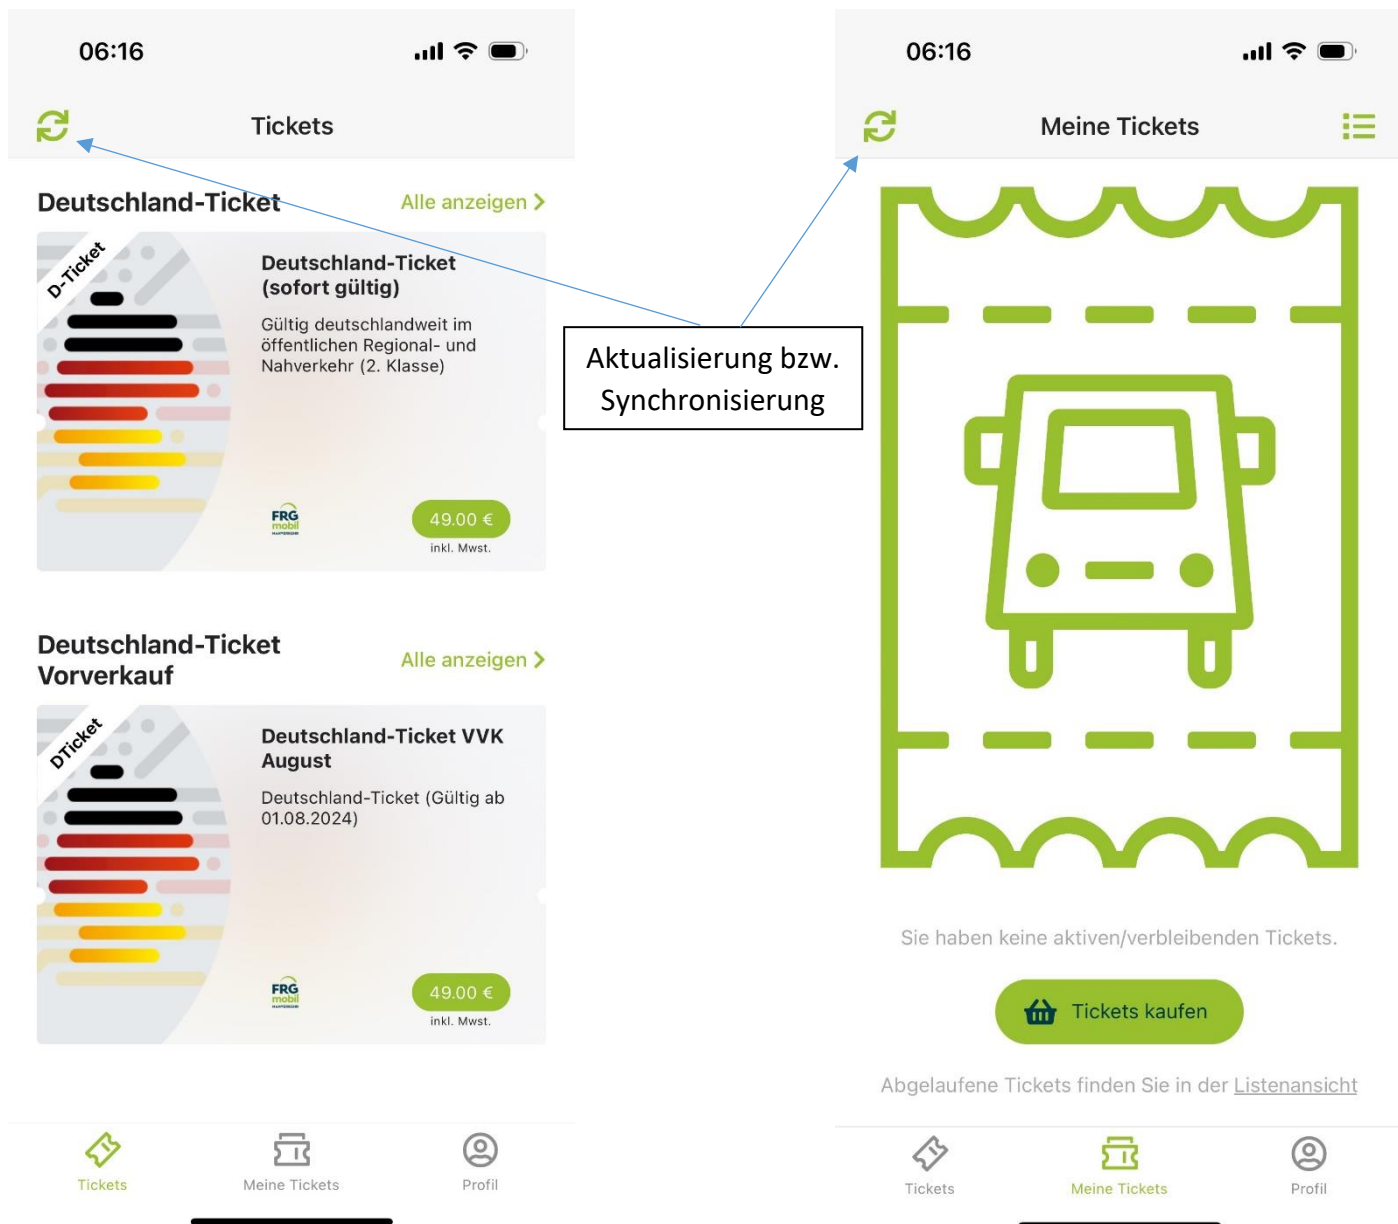 06:16
Tickets
Deutschland-Ticket
Alle anzeigen
D-Ticket
Deutschland-Ticket
(sofort gültig)
Gültig deutschlandweit im
öffentlichen Regional- und
Nahverkehr (2. Klasse)
FRG
mobil
49.00 €
inkl. Mwst.
Deutschland-Ticket
Vorverkauf
Alle anzeigen
DTicket
Deutschland-Ticket VVK
August
Deutschland-Ticket (Gültig ab
01.08.2024)
FRG
mobil
49.00 €
inkl. Mwst.
Tickets
Meine Tickets
Profil
Aktualisierung bzw.
Synchronisierung
06:16
Meine Tickets
Sie haben keine aktiven/verbleibenden Tickets.
Tickets kaufen
Abgelaufene Tickets finden Sie in der Listenansicht
Tickets
Meine Tickets
Profil